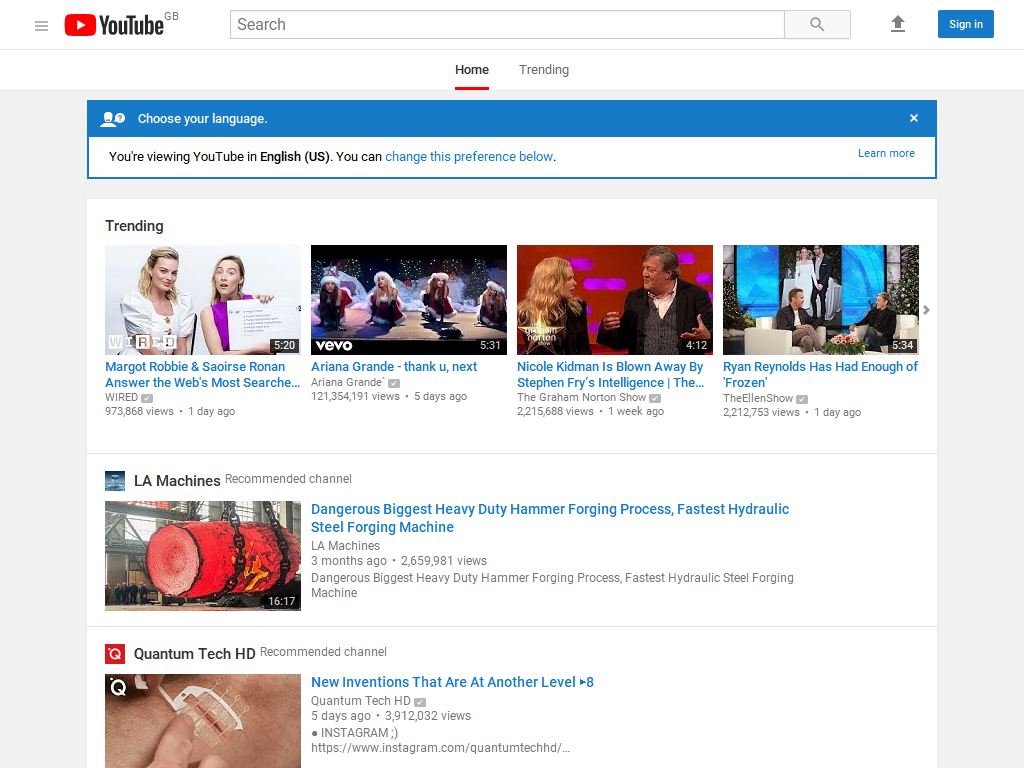 YouTube GB
Search
Sign in
Home
Trending
Choose your language.
×
You're viewing YouTube in English (US). You can change this preference below.
Learn more
Trending
WIRED
5:20
vevo
5:31
graham norton show
4:12
5:34
Margot Robbie & Saoirse Ronan
Answer the Web's Most Searche...
WIRED
973,868 views • 1 day ago
Ariana Grande - thank u, next
Ariana Grande`
121,354,191 views • 5 days ago
Nicole Kidman Is Blown Away By
Stephen Fry's Intelligence | The...
The Graham Norton Show
2,215,688 views • 1 week ago
Ryan Reynolds Has Had Enough of
'Frozen'
TheEllenShow
2,212,753 views • 1 day ago
LA Machines Recommended channel
16:17
Dangerous Biggest Heavy Duty Hammer Forging Process, Fastest Hydraulic
Steel Forging Machine
LA Machines
3 months ago • 2,659,981 views
Dangerous Biggest Heavy Duty Hammer Forging Process, Fastest Hydraulic Steel Forging
Machine
Quantum Tech HD Recommended channel
New Inventions That Are At Another Level ▸8
Quantum Tech HD
5 days ago • 3,912,032 views
● INSTAGRAM ;)
https://www.instagram.com/quantumtechhd/...